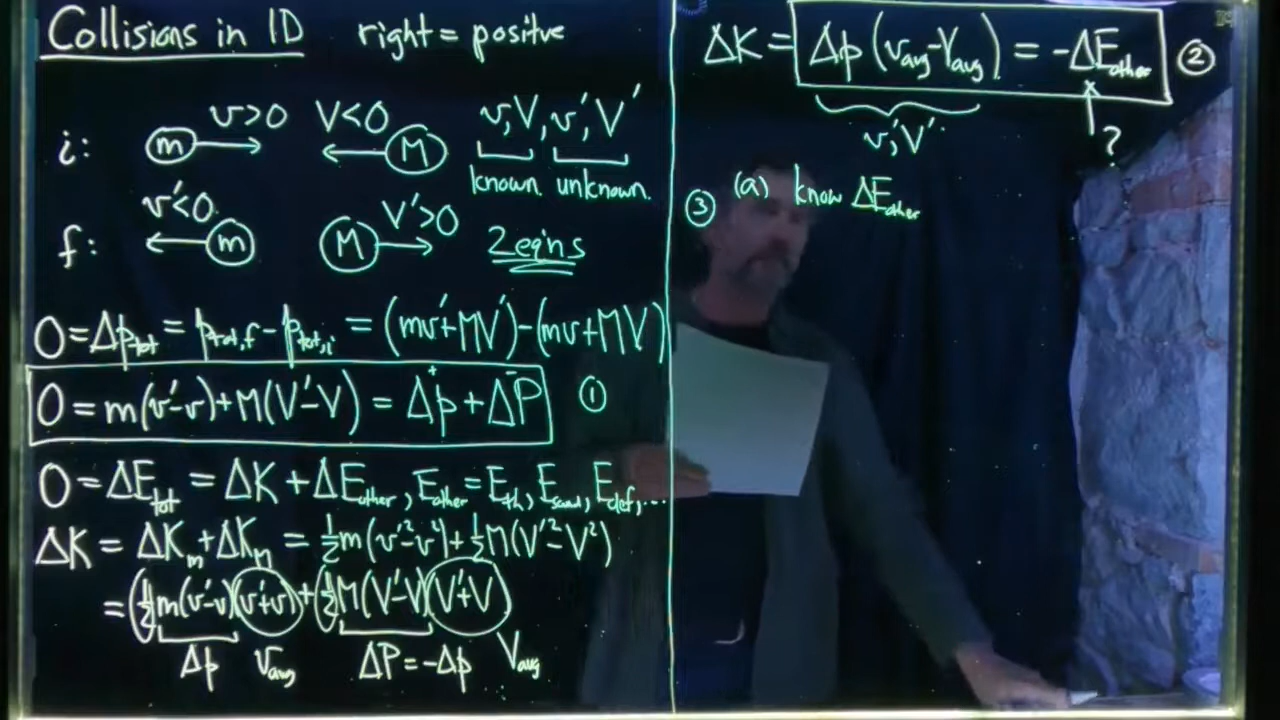 Collisions in 1D right = positive
i: m v>0 V<0 M v, V, v', V'
known. unknown.
f: v'<0 m M V'>0 2 eqns
0 = Δp_tot = p_tot,f - p_tot,i = (mv'+MV')-(mv+MV)
0 = m(v'-v)+M(V'-V) = Δp + ΔP ①
+ -
0 = ΔE_tot = ΔK + ΔE_other, E_other = E_th, E_sound, E_def, ...
ΔK = ΔK_m + ΔK_M = ½m(v'²-v²)+½M(V'²-V²)
= (½m(v'-v)(v'+v)+(½M(V'-V)(V'+V)
Δp v_avg ΔP = -Δp V_avg
ΔK = Δp (v_avg - V_avg) = -ΔE_other ②
v', V' ?
③ (a) know ΔE_other